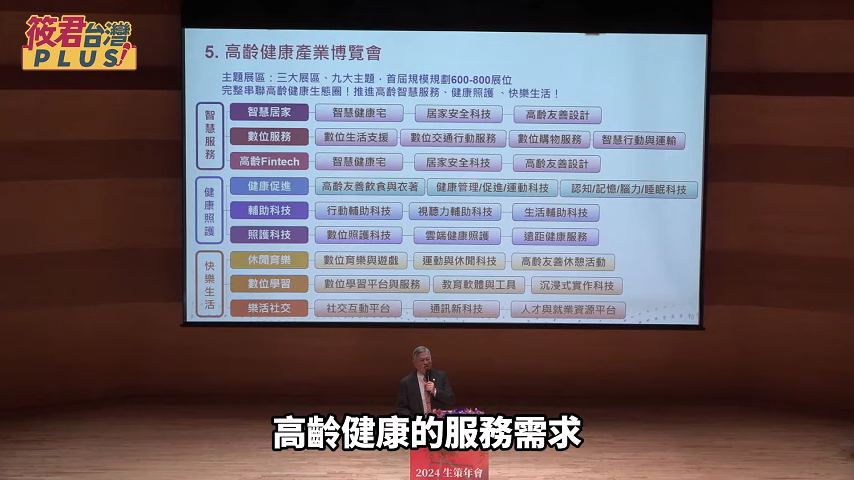 筱君台灣
PLUS!
5. 高齡健康產業博覽會
主題展區：三大展區、九大主題，首屆規模規劃600-800展位
完整串聯高齡健康生態圈！推進高齡智慧服務、健康照護 、快樂生活！
智慧服務
智慧居家 智慧健康宅 居家安全科技 高齡友善設計
數位服務 數位生活支援 數位交通行動服務 數位購物服務 智慧行動與運輸
高齡Fintech 智慧健康宅 居家安全科技 高齡友善設計
健康照護
健康促進 高齡友善飲食與衣著 健康管理/促進/運動科技 認知/記憶/腦力/睡眠科技
輔助科技 行動輔助科技 視聽力輔助科技 生活輔助科技
照護科技 數位照護科技 雲端健康照護 遠距健康服務
快樂生活
休閒育樂 數位育樂與遊戲 運動與休閒科技 高齡友善休憩活動
數位學習 數位學習平台與服務 教育軟體與工具 沉浸式實作科技
樂活社交 社交互動平台 通訊新科技 人才與就業資源平台
高齡健康的服務需求
2024 生策年會